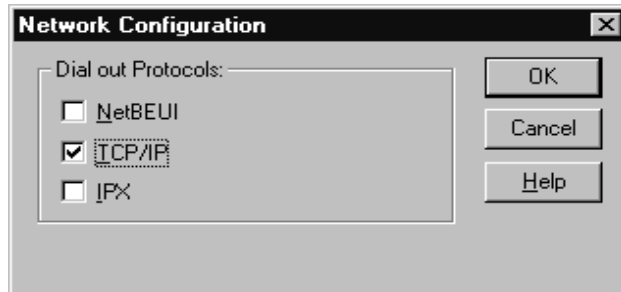 Network Configuration
Dial out Protocols:
NetBEUI
TCP/IP
IPX
OK
Cancel
Help